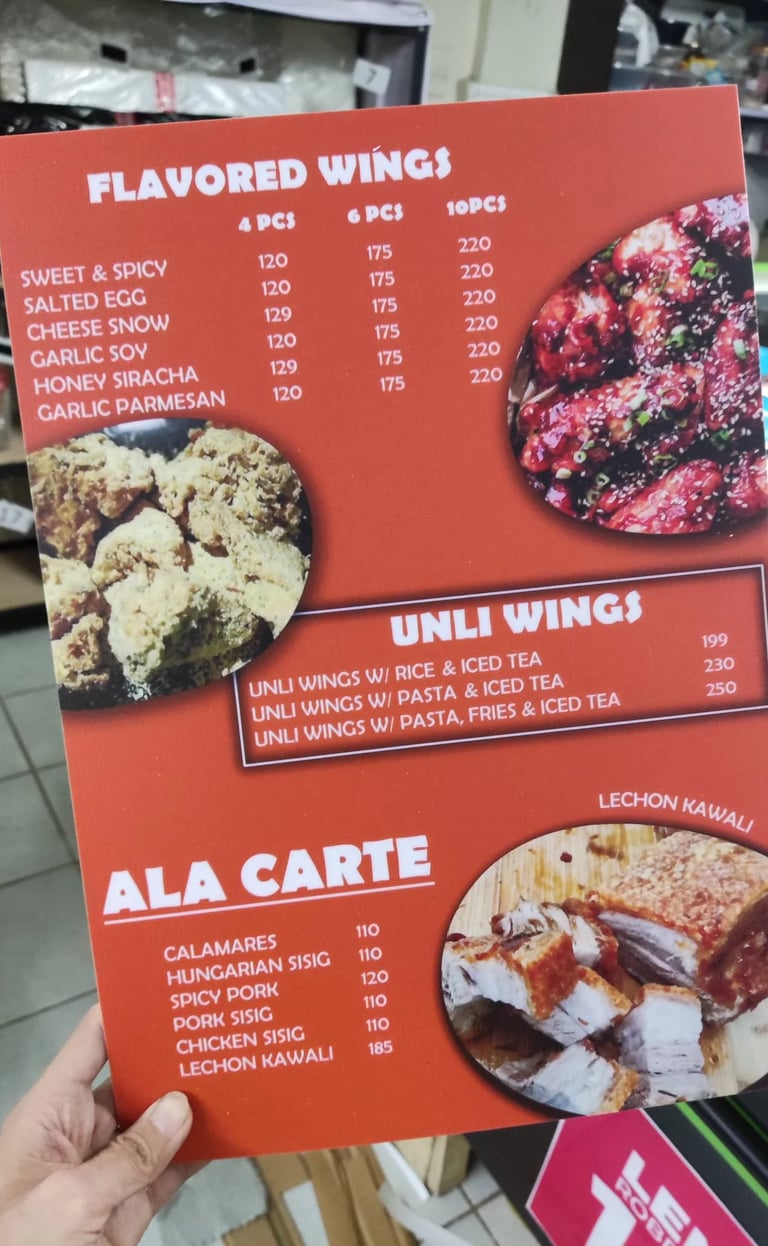 7
FLAVORED WINGS
4 PCS 6 PCS 10PCS
SWEET & SPICY 120 175 220
SALTED EGG 120 175 220
CHEESE SNOW 129 175 220
GARLIC SOY 120 175 220
HONEY SIRACHA 129 175 220
GARLIC PARMESAN 120 175 220
UNLI WINGS
UNLI WINGS W/ RICE & ICED TEA 199
UNLI WINGS W/ PASTA & ICED TEA 230
UNLI WINGS W/ PASTA, FRIES & ICED TEA 250
LECHON KAWALI
ALA CARTE
CALAMARES 110
HUNGARIAN SISIG 110
SPICY PORK 120
PORK SISIG 110
CHICKEN SISIG 110
LECHON KAWALI 185